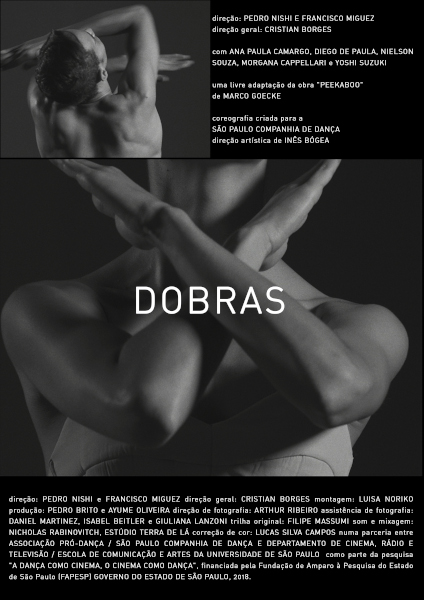 direção: PEDRO NISHI E FRANCISCO MIGUEZ
direção geral: CRISTIAN BORGES
com ANA PAULA CAMARGO, DIEGO DE PAULA, NIELSON
SOUZA, MORGANA CAPPELLARI e YOSHI SUZUKI
uma livre adaptação da obra "PEEKABOO"
de MARCO GOECKE
coreografia criada para a
SÃO PAULO COMPANHIA DE DANÇA
direção artística de INÊS BÓGEA
DOBRAS
direção: PEDRO NISHI e FRANCISCO MIGUEZ direção geral: CRISTIAN BORGES montagem: LUISA NORIKO
produção: PEDRO BRITO e AYUME OLIVEIRA direção de fotografia: ARTHUR RIBEIRO assistência de fotografia:
DANIEL MARTINEZ, ISABEL BEITLER e GIULIANA LANZONI trilha original: FILIPE MASSUMI som e mixagem:
NICHOLAS RABINOVITCH, ESTÚDIO TERRA DE LÁ correção de cor: LUCAS SILVA CAMPOS numa parceria entre
ASSOCIAÇÃO PRÓ-DANÇA / SÃO PAULO COMPANHIA DE DANÇA E DEPARTAMENTO DE CINEMA, RÁDIO E
TELEVISÃO / ESCOLA DE COMUNICAÇÃO E ARTES DA UNIVERSIDADE DE SÃO PAULO como parte da pesquisa
"A DANÇA COMO CINEMA, O CINEMA COMO DANÇA", financiada pela Fundação de Amparo à Pesquisa do Estado
de São Paulo (FAPESP) GOVERNO DO ESTADO DE SÃO PAULO, 2018.